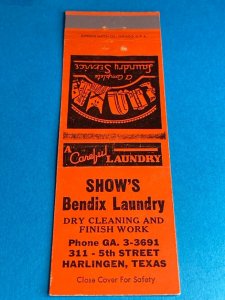 A Complete
Laundry Service
A
Careful LAUNDRY
SHOW'S
Bendix Laundry
DRY CLEANING AND
FINISH WORK
Phone GA. 3-3691
311 - 5th STREET
HARLINGEN, TEXAS
Close Cover For Safety